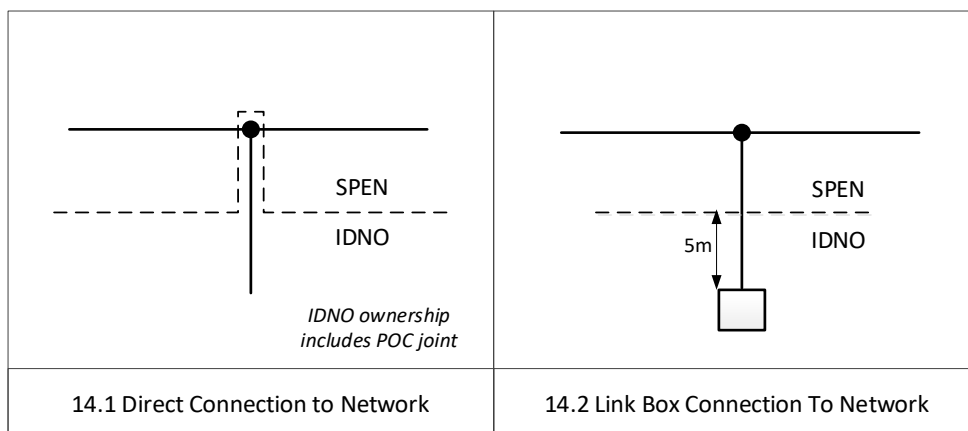 SPEN
IDNO
IDNO ownership
includes POC joint
14.1 Direct Connection to Network
SPEN
5m
IDNO
14.2 Link Box Connection To Network